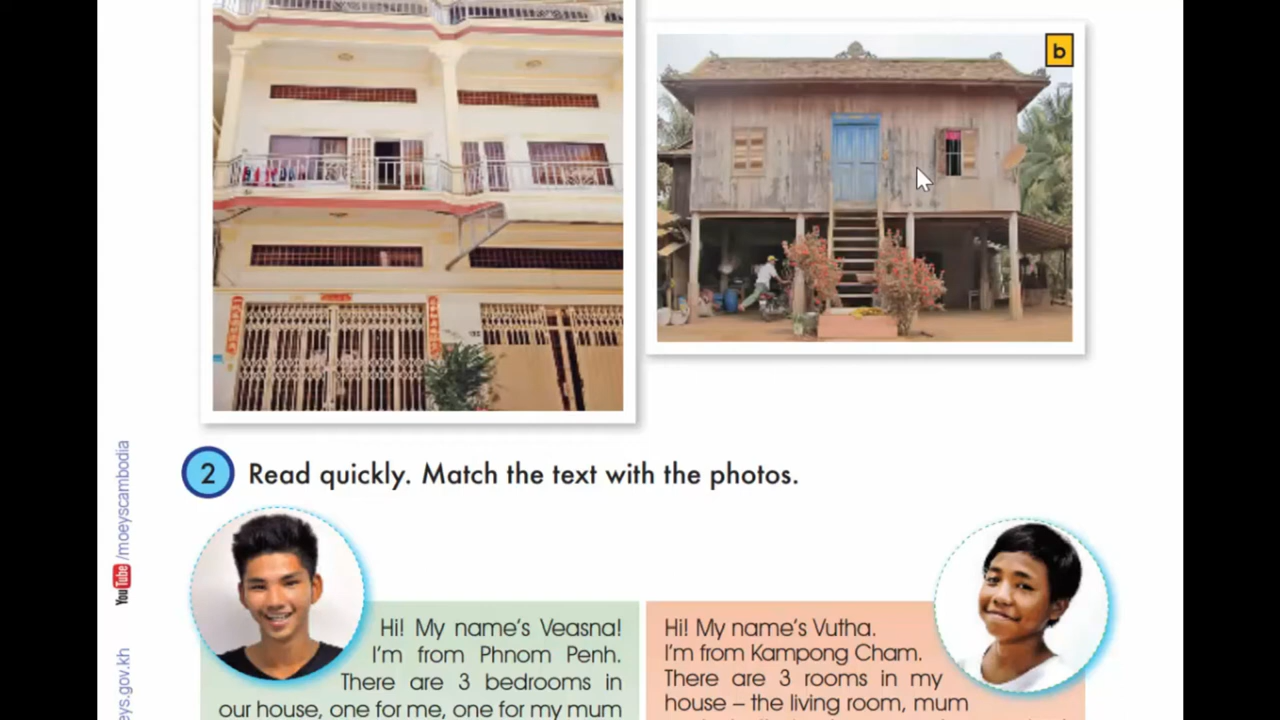 b
2 Read quickly. Match the text with the photos.
Hi! My name's Veasna!
I'm from Phnom Penh.
There are 3 bedrooms in
our house, one for me, one for my mum
Hi! My name's Vutha.
I'm from Kampong Cham.
There are 3 rooms in my
house – the living room, mum
YouTube /moeyscambodia
eys.gov.kh